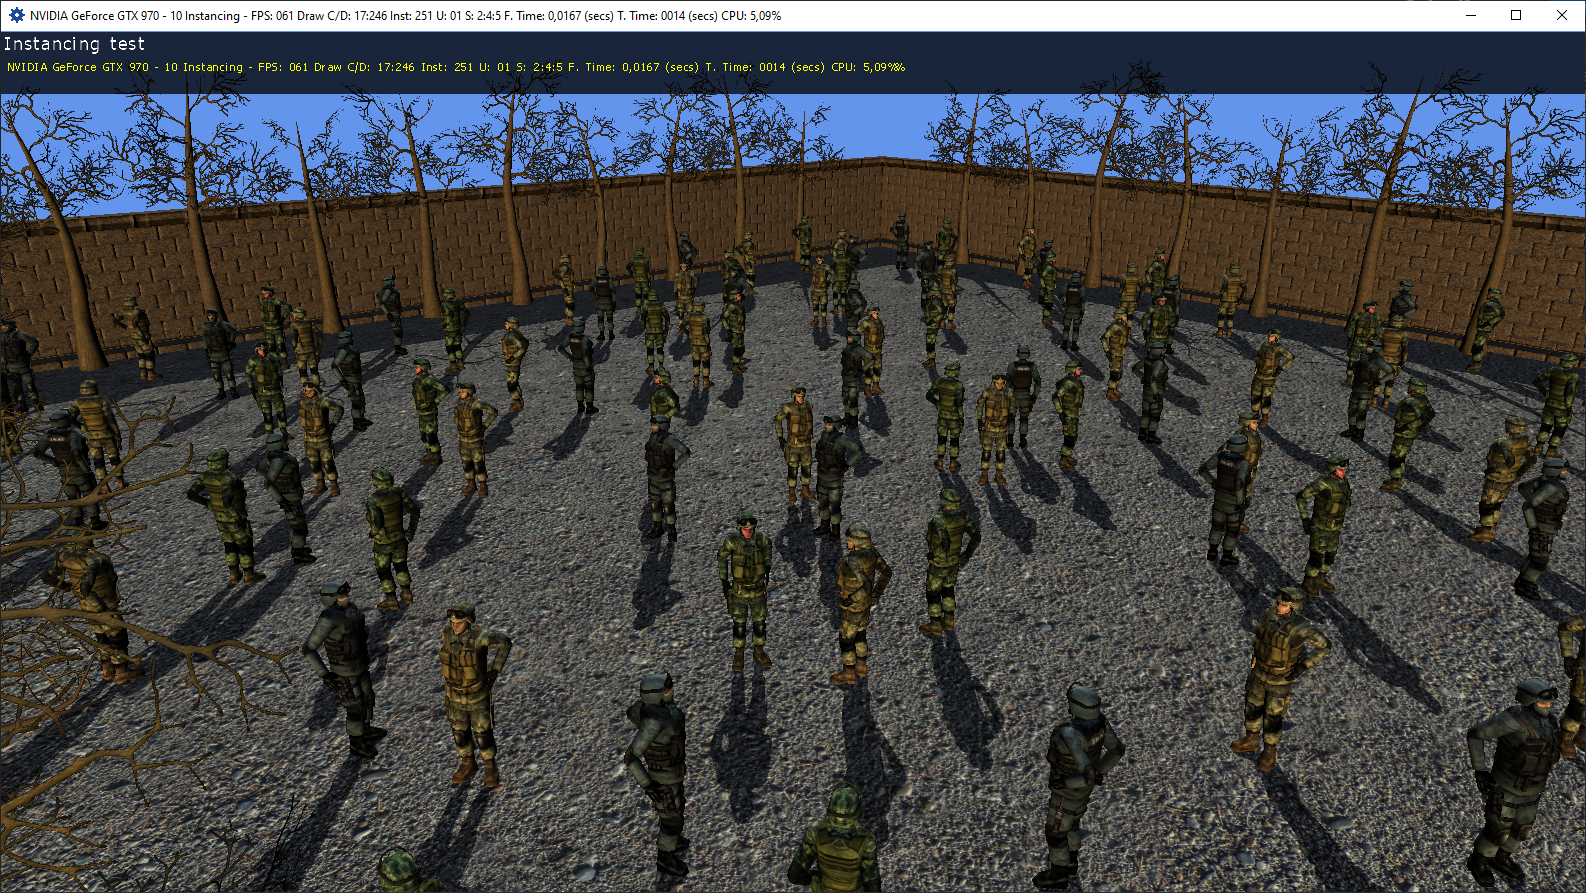 NVIDIA GeForce GTX 970 - 10 Instancing - FPS: 061 Draw C/D: 17:246 Inst: 251 U: 01 S: 2:4:5 F. Time: 0,0167 (secs) T. Time: 0014 (secs) CPU: 5,09%
Instancing test
NVIDIA GeForce GTX 970 - 10 Instancing - FPS: 061 Draw C/D: 17:246 Inst: 251 U: 01 S: 2:4:5 F. Time: 0,0167 (secs) T. Time: 0014 (secs) CPU: 5,09%%